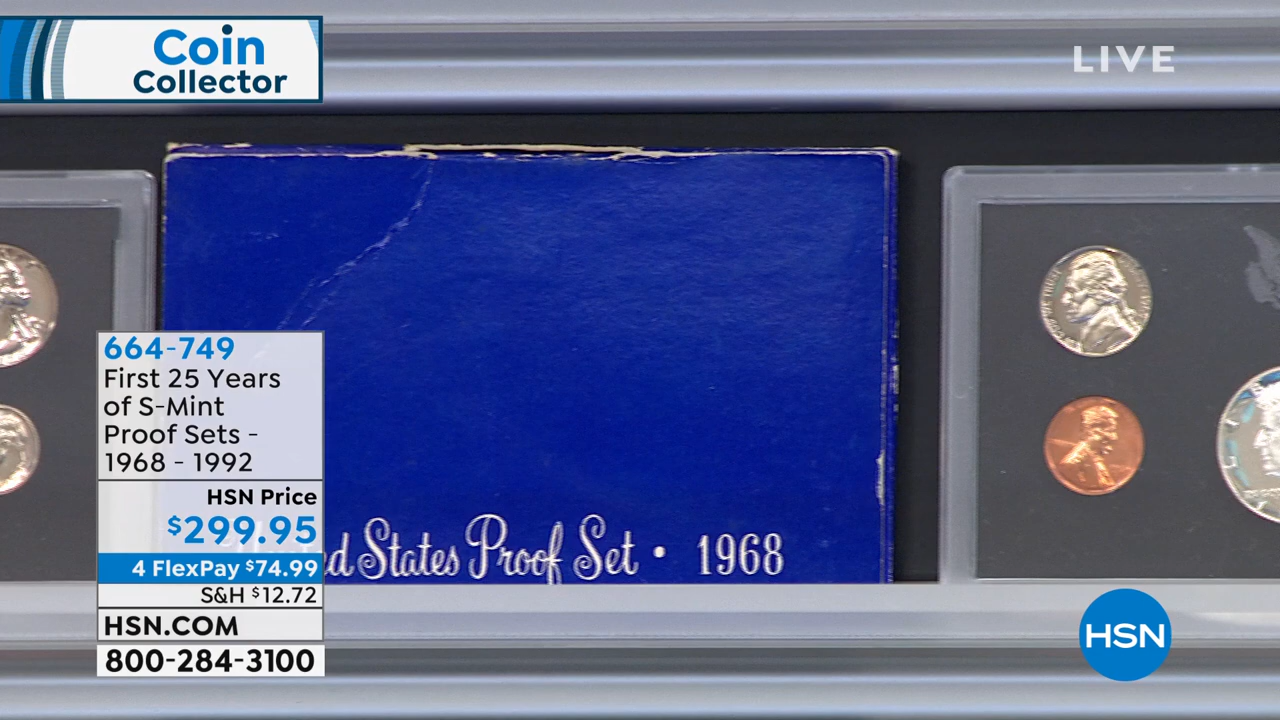 Coin
Collector
LIVE
664-749
First 25 Years
of S-Mint
Proof Sets -
1968 - 1992
HSN Price
$299.95
4 FlexPay $74.99
S&H $12.72
HSN.COM
800-284-3100
States Proof Set • 1968
HSN